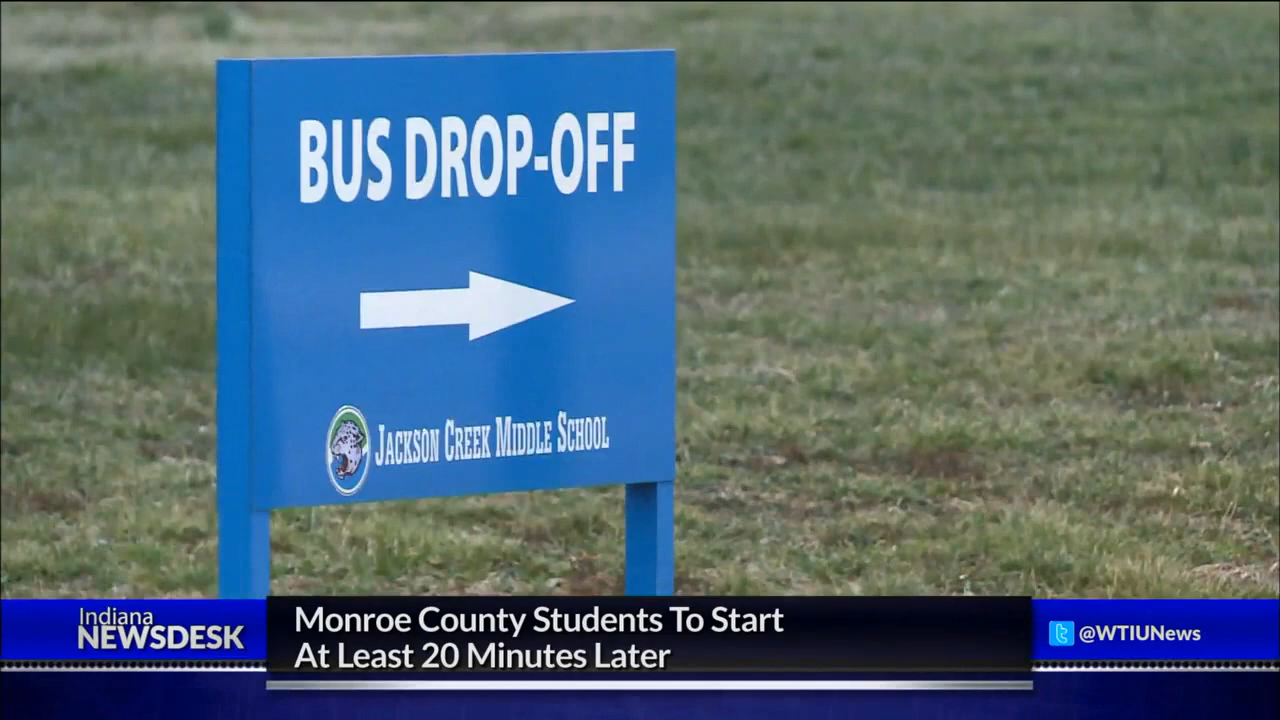 BUS DROP-OFF
JACKSON CREEK MIDDLE SCHOOL
Indiana
NEWSDESK
Monroe County Students To Start
At Least 20 Minutes Later
@WTIUNews